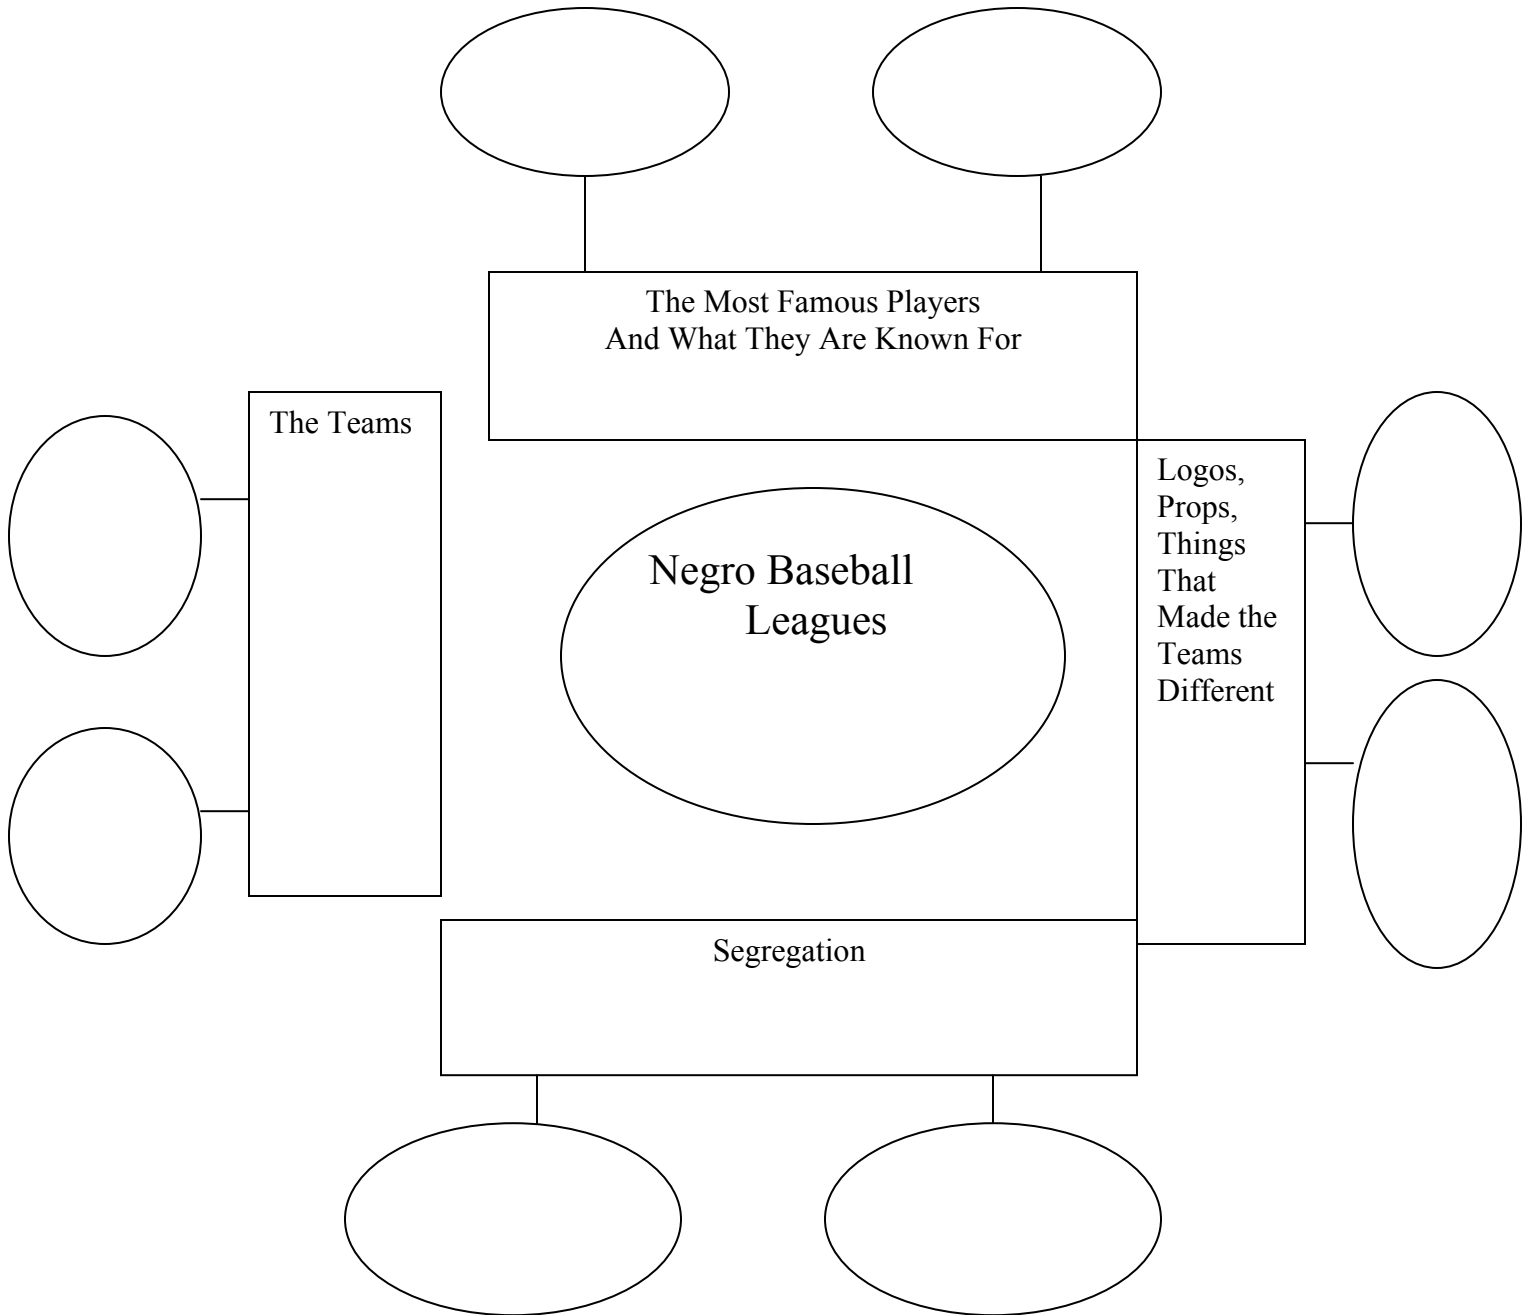 The Most Famous Players
And What They Are Known For
The Teams
Logos,
Props,
Things
That
Made the
Teams
Different
Negro Baseball
Leagues
Segregation